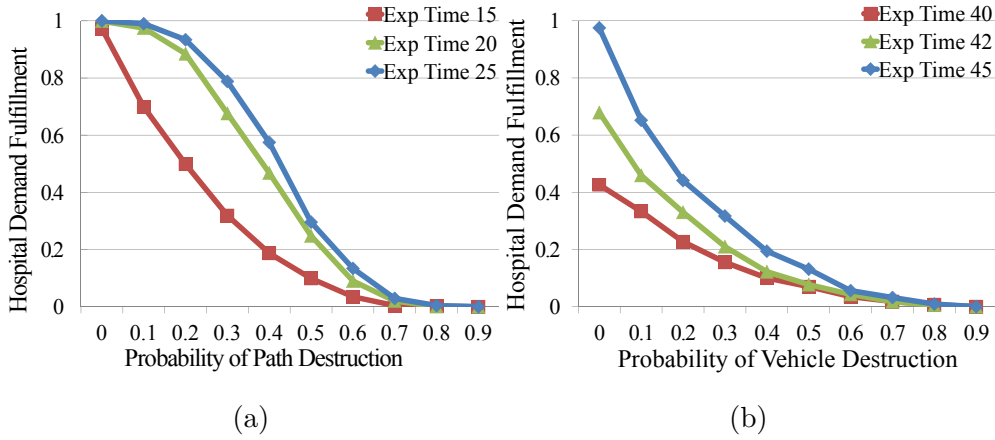 Hospital Demand Fulfillment
1
0.8
0.6
0.4
0.2
0
0 0.1 0.2 0.3 0.4 0.5 0.6 0.7 0.8 0.9
Probability of Path Destruction
Exp Time 15
Exp Time 20
Exp Time 25
(a)
Hospital Demand Fulfillment
1
0.8
0.6
0.4
0.2
0
0 0.1 0.2 0.3 0.4 0.5 0.6 0.7 0.8 0.9
Probability of Vehicle Destruction
Exp Time 40
Exp Time 42
Exp Time 45
(b)